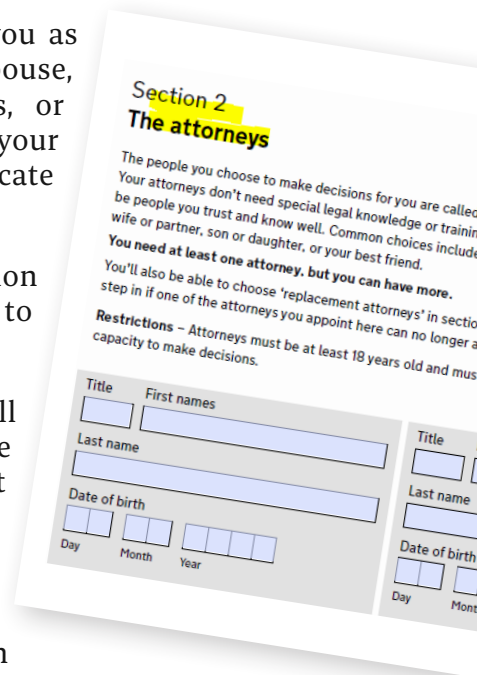 you as
or
your
on
to
Section 2
The attorneys
The people you choose to make decisions for you are called
Your attorneys don't need special legal knowledge or
be people you trust and know well. Common choices include
wife or partner, son or daughter, or your best friend.
You need at least one attorney, but you can have more.
You'll also be able to choose 'replacement attorneys' in
step in if one of the attorneys you appoint here can no longer
Restrictions – Attorneys must be at least 18 years old and
capacity to make decisions.
Title First names
Last name
Date of birth
Day Month Year
Title
Last name
Date of birth
Day